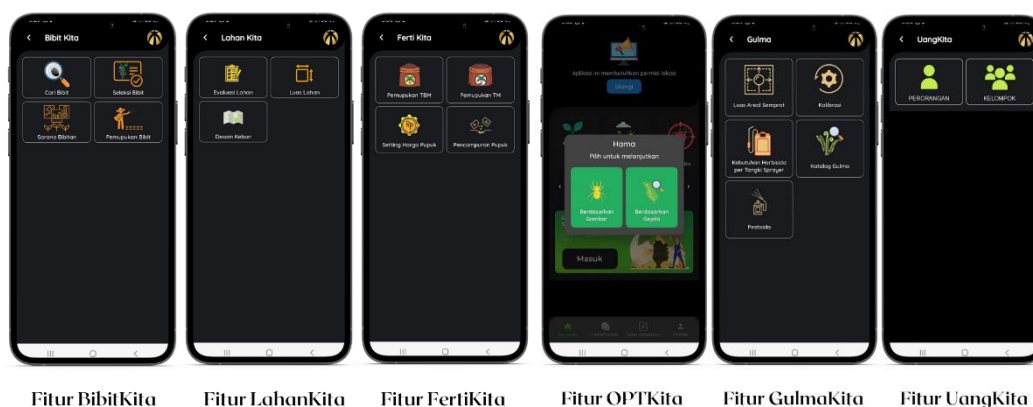 Bibit Kita
Cari Bibit
Seleksi Bibit
Sarana Bibitan
Pemupukan Bibit
Fitur BibitKita
Lahan Kita
Evaluasi Lahan
Luas Lahan
Desain Kebun
Fitur LahanKita
Ferti Kita
Pemupukan TBM
Pemupukan TM
Setting Harga Pupuk
Pencampuran Pupuk
Fitur FertiKita
Aplikasi ini membutuhkan permisi lokasi
Ulangi
Hama
Pilih untuk melanjutkan
Berdasarkan
Gambar
Berdasarkan
Gejala
Masuk
Fitur OPTKita
Gulma
Luas Areal Semprot
Kalibrasi
Kebutuhan Herbisida
per Tangki Sprayer
Katalog Gulma
Pestisida
Fitur GulmaKita
UangKita
PERORANGAN
KELOMPOK
Fitur UangKita